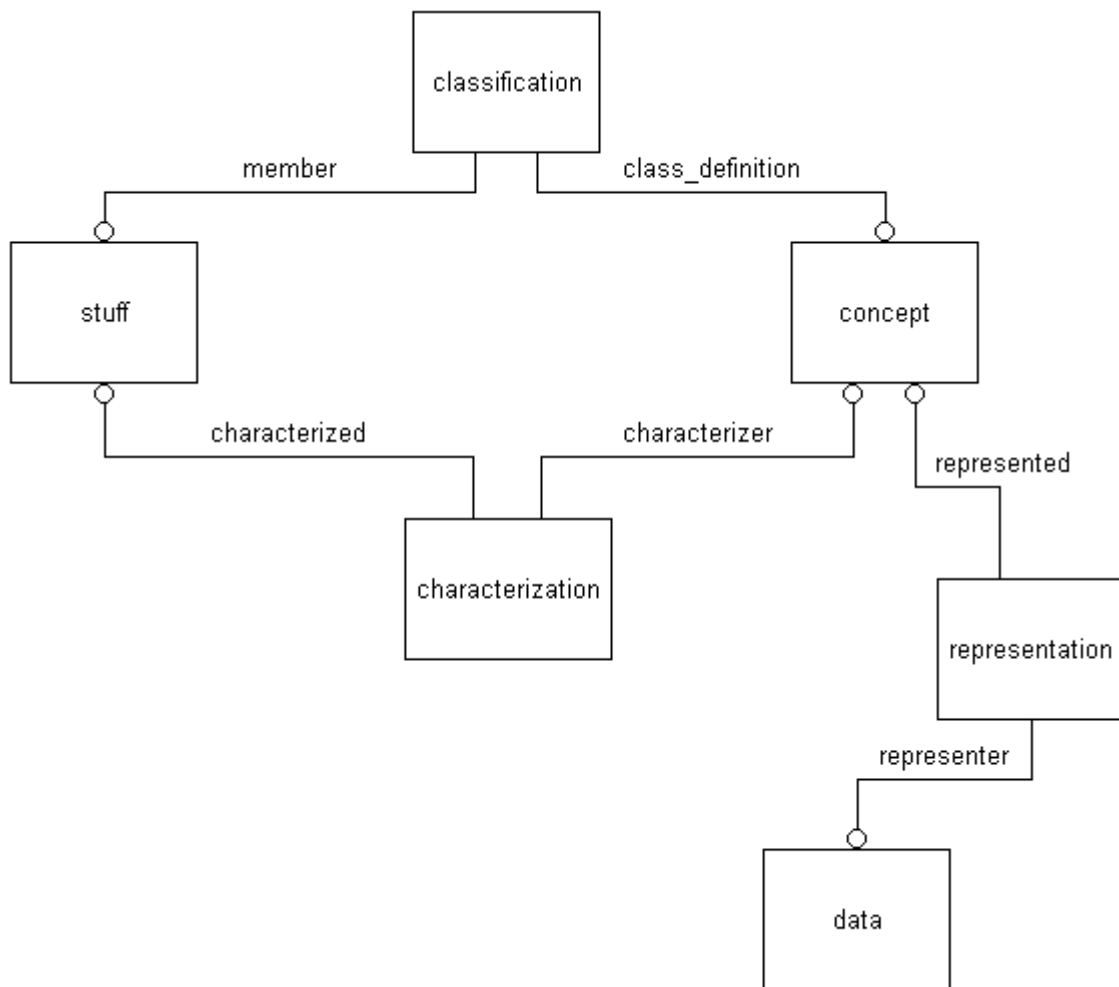 classification
member
class_definition
stuff
concept
characterized
characterizer
represented
characterization
representation
representer
data